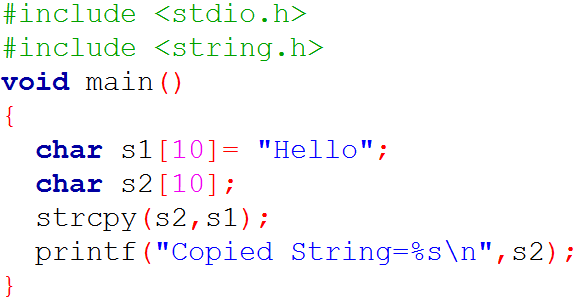 #include <stdio.h>
#include <string.h>
void main()
{
  char s1[10]= "Hello";
  char s2[10];
  strcpy(s2,s1);
  printf("Copied String=%s\n",s2);
}